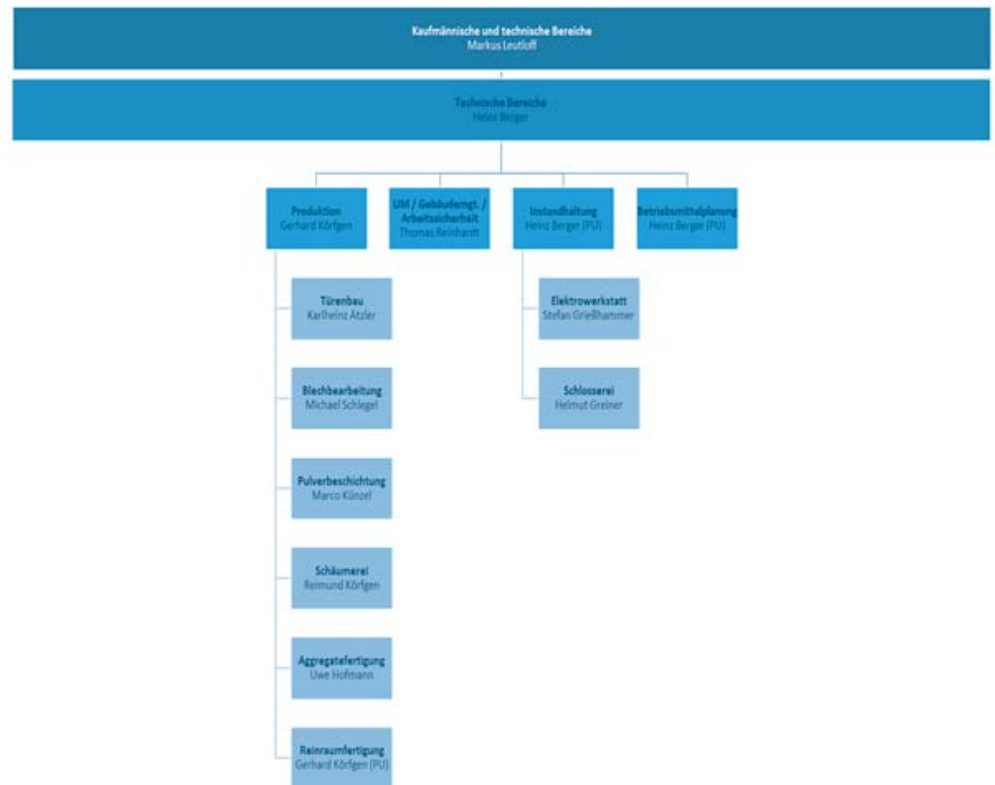 Kaufmännische und technische Bereiche
Markus Leutloff
Technische Bereiche
Heinz Berger
Produktion
Gerhard Körfgen
UM / Gebäudemgt. /
Arbeitssicherheit
Thomas Reinhardt
Instandhaltung
Heinz Berger (PU)
Betriebsmittelplanung
Heinz Berger (PU)
Türenbau
Karlheinz Atzler
Blechbearbeitung
Michael Schlegel
Pulverbeschichtung
Marco Künzel
Schäumerei
Reimund Körfgen
Aggregatefertigung
Uwe Hofmann
Reinraumfertigung
Gerhard Körfgen (PU)
Elektrowerkstatt
Stefan Grießhammer
Schlosserei
Helmut Greiner